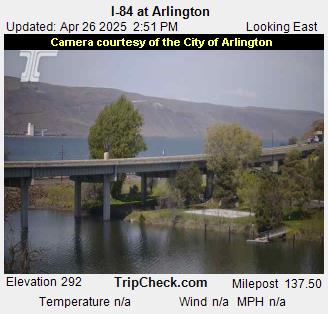 I-84 at Arlington
Updated: Apr 26 2025 2:51 PM Looking East
Camera courtesy of the City of Arlington
Elevation 292 TripCheck.com Milepost 137.50
Temperature n/a Wind n/a MPH n/a